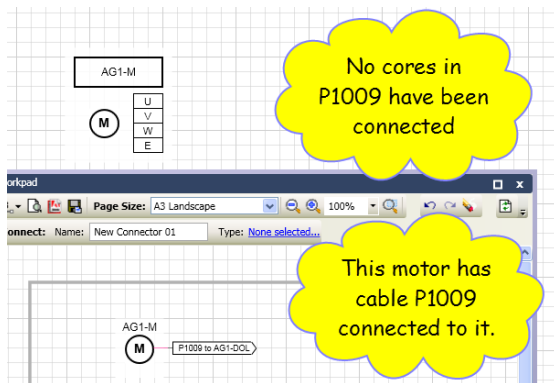 AG1-M
U
V
M
W
E
No cores in
P1009 have been
connected
orkpad
Page Size: A3 Landscape
100%
onnect: Name: New Connector 01 Type: None selected...
This motor has
cable P1009
connected to it.
AG1-M
M
P1009 to AG1-DOL